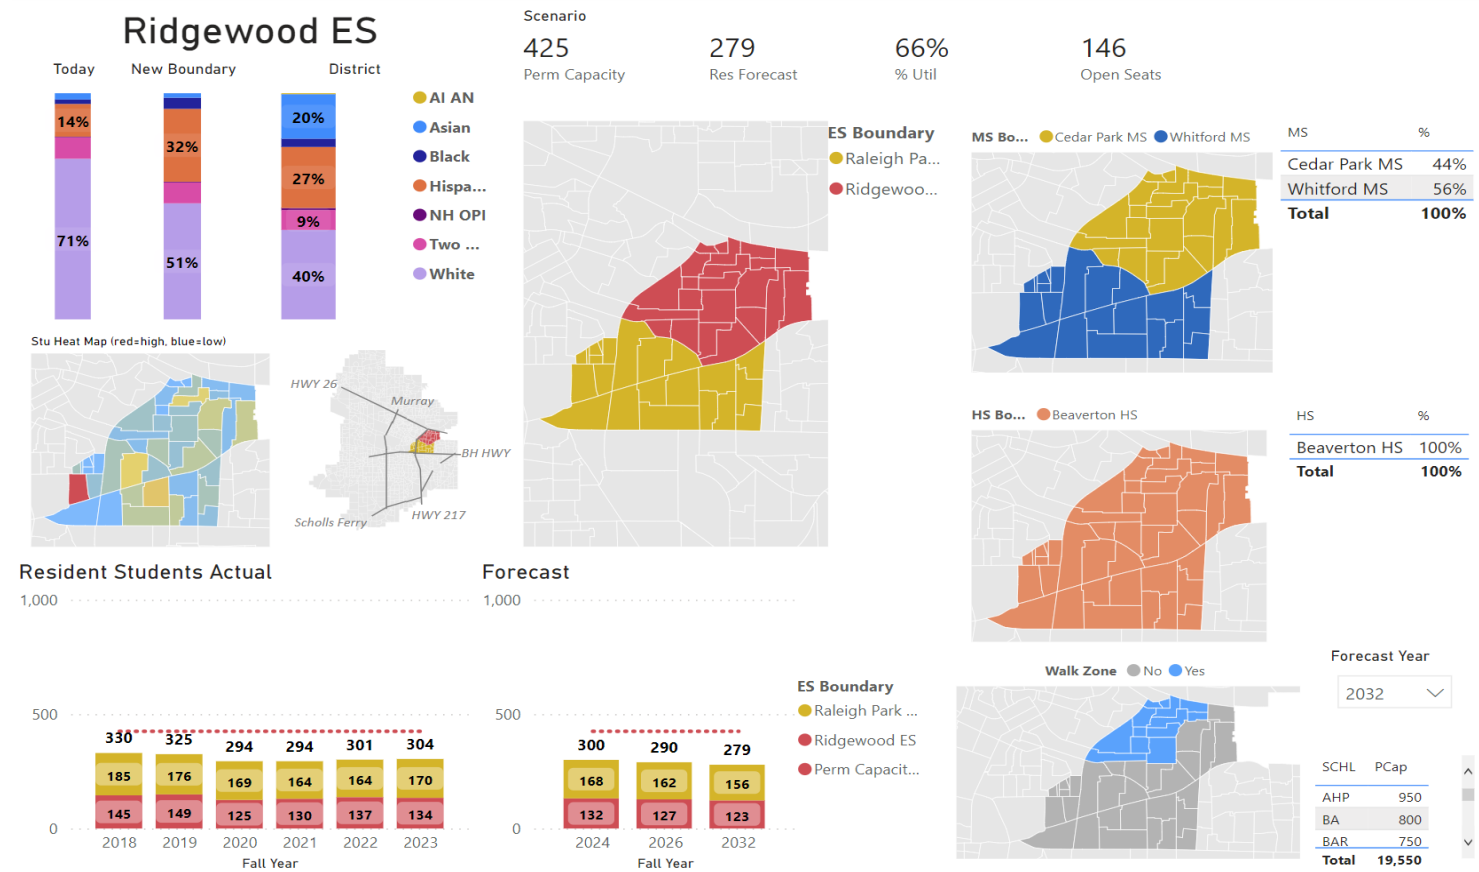 Ridgewood ES
Today New Boundary District
14%
71%
32%
51%
20%
27%
9%
40%
AI AN
Asian
Black
Hispa...
NH OPI
Two ...
White
Scenario
425 279 66% 146
Perm Capacity Res Forecast % Util Open Seats
ES Boundary
Raleigh Pa...
Ridgewoo...
MS Bo... Cedar Park MS Whitford MS
MS %
Cedar Park MS 44%
Whitford MS 56%
Total 100%
Stu Heat Map (red=high, blue=low)
HWY 26
Murray
BH HWY
HWY 217
Scholls Ferry
HS Bo... Beaverton HS
HS %
Beaverton HS 100%
Total 100%
Resident Students Actual
1,000
500
0
330 325 294 294 301 304
185 176 169 164 164 170
145 149 125 130 137 134
2018 2019 2020 2021 2022 2023
Fall Year
Forecast
1,000
500
0
300 290 279
168 162 156
132 127 123
2024 2026 2032
Fall Year
ES Boundary
Raleigh Park ...
Ridgewood ES
Perm Capacit...
Walk Zone No Yes
Forecast Year
2032
SCHL PCap
AHP 950
BA 800
BAR 750
Total 19,550